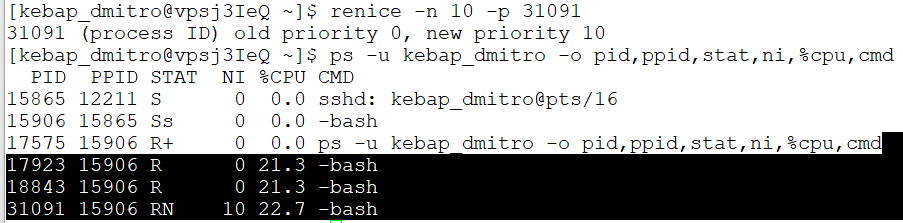 [kebap_dmitro@vpsj3IeQ ~]$ renice -n 10 -p 31091
31091 (process ID) old priority 0, new priority 10
[kebap_dmitro@vpsj3IeQ ~]$ ps -u kebap_dmitro -o pid,ppid,stat,ni,%cpu,cmd
  PID  PPID STAT  NI %CPU CMD
15865 12211 S      0  0.0 sshd: kebap_dmitro@pts/16
15906 15865 Ss     0  0.0 -bash
17575 15906 R+     0  0.0 ps -u kebap_dmitro -o pid,ppid,stat,ni,%cpu,cmd
17923 15906 R      0 21.3 -bash
18843 15906 R      0 21.3 -bash
31091 15906 RN    10 22.7 -bash